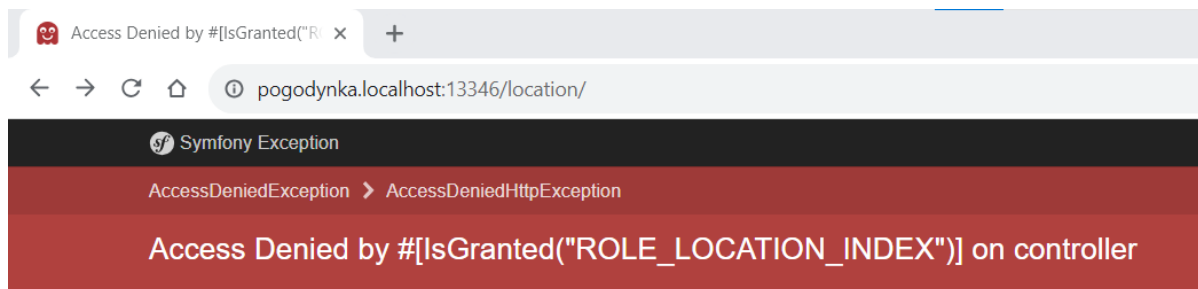 Access Denied by #[IsGranted("R
pogodynka.localhost:13346/location/
Symfony Exception
AccessDeniedException > AccessDeniedHttpException
Access Denied by #[IsGranted("ROLE_LOCATION_INDEX")] on controller